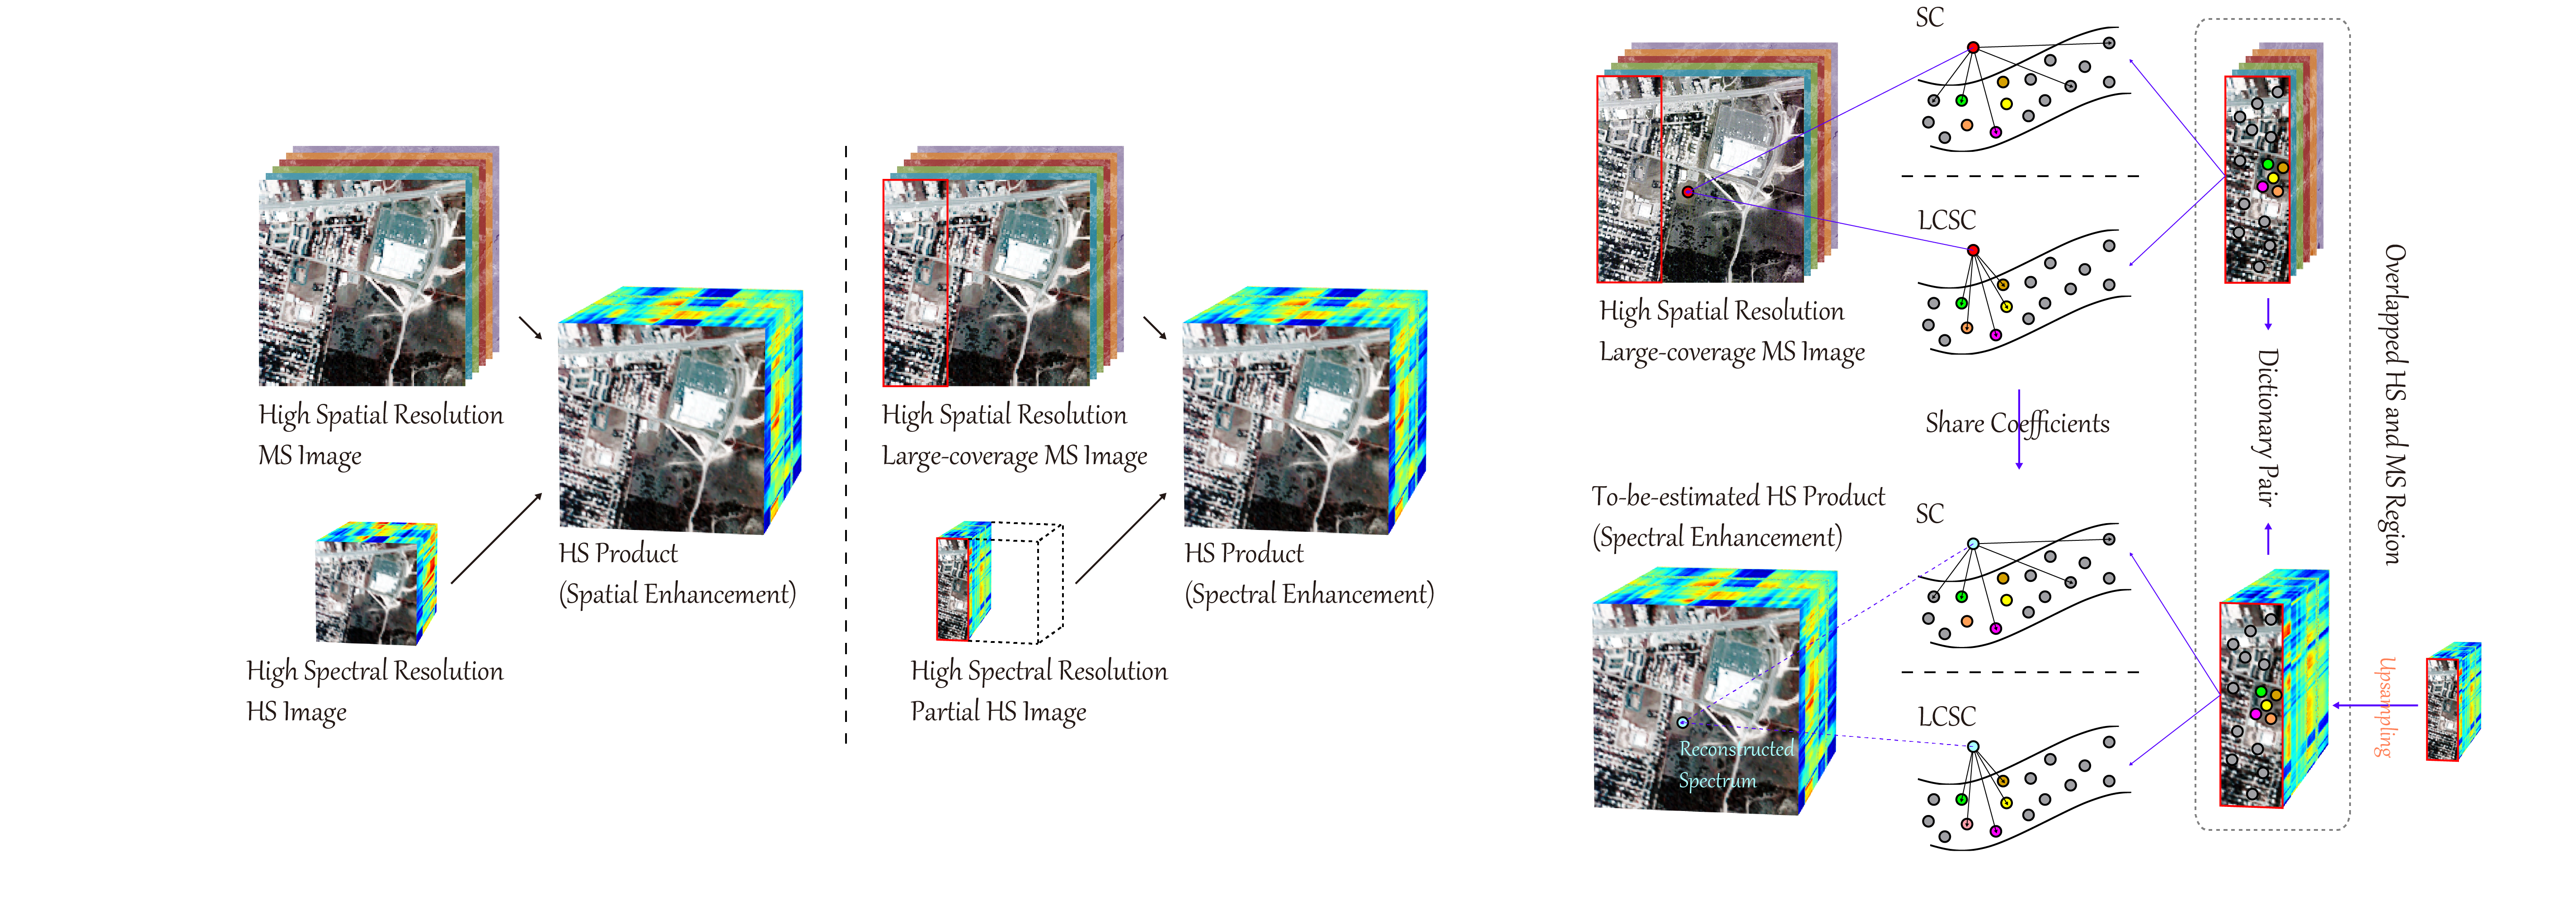 High Spatial Resolution
MS Image
High Spectral Resolution
HS Image
HS Product
(Spatial Enhancement)
High Spatial Resolution
Large-coverage MS Image
High Spectral Resolution
Partial HS Image
HS Product
(Spectral Enhancement)
High Spatial Resolution
Large-coverage MS Image
SC
LCSC
Share Coefficients
To-be-estimated HS Product
(Spectral Enhancement)
Reconstructed
Spectrum
SC
LCSC
Dictionary Pair
Overlapped HS and MS Region
Upsampling